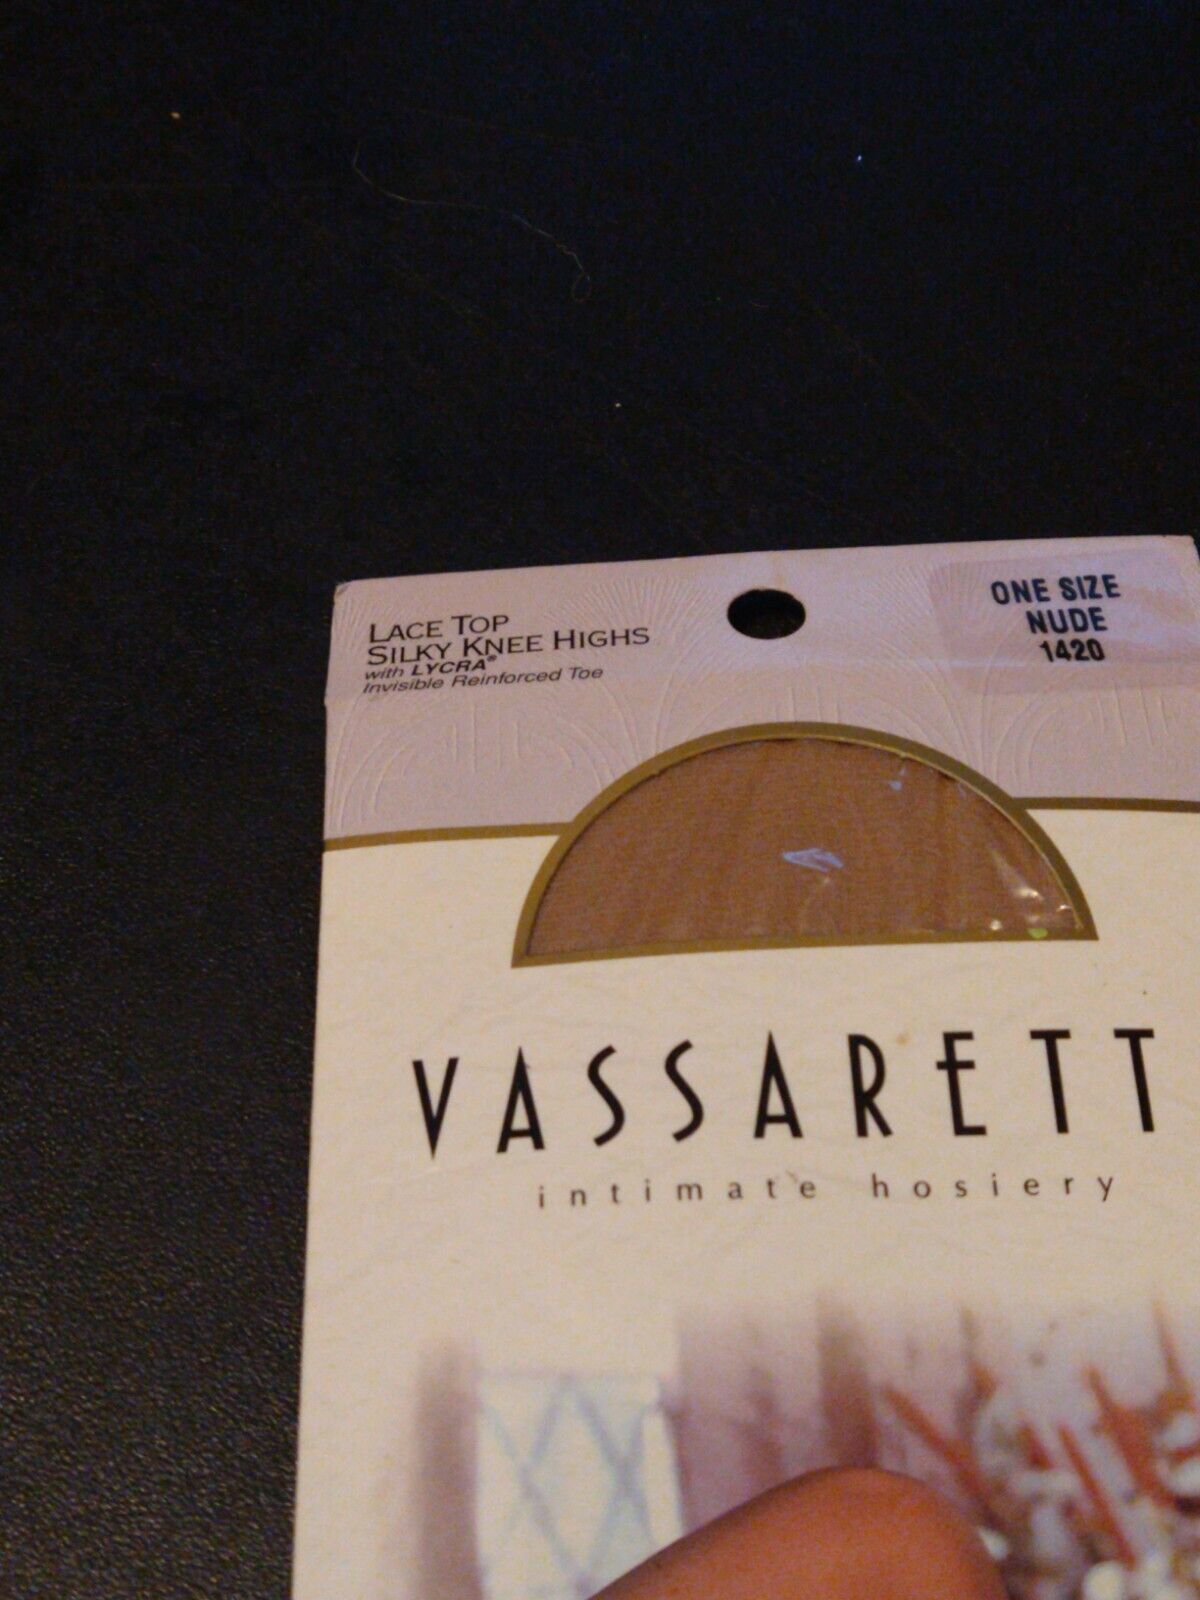 LACE TOP
SILKY KNEE HIGHS
with LYCRA®
Invisible Reinforced Toe
ONE SIZE
NUDE
1420
VASSARETT
intimate hosiery